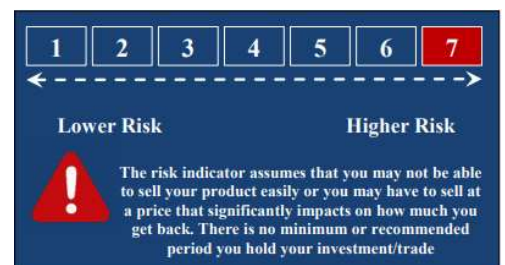 1 2 3 4 5 6 7
Lower Risk Higher Risk
The risk indicator assumes that you may not be able
to sell your product easily or you may have to sell at
a price that significantly impacts on how much you
get back. There is no minimum or recommended
period you hold your investment/trade